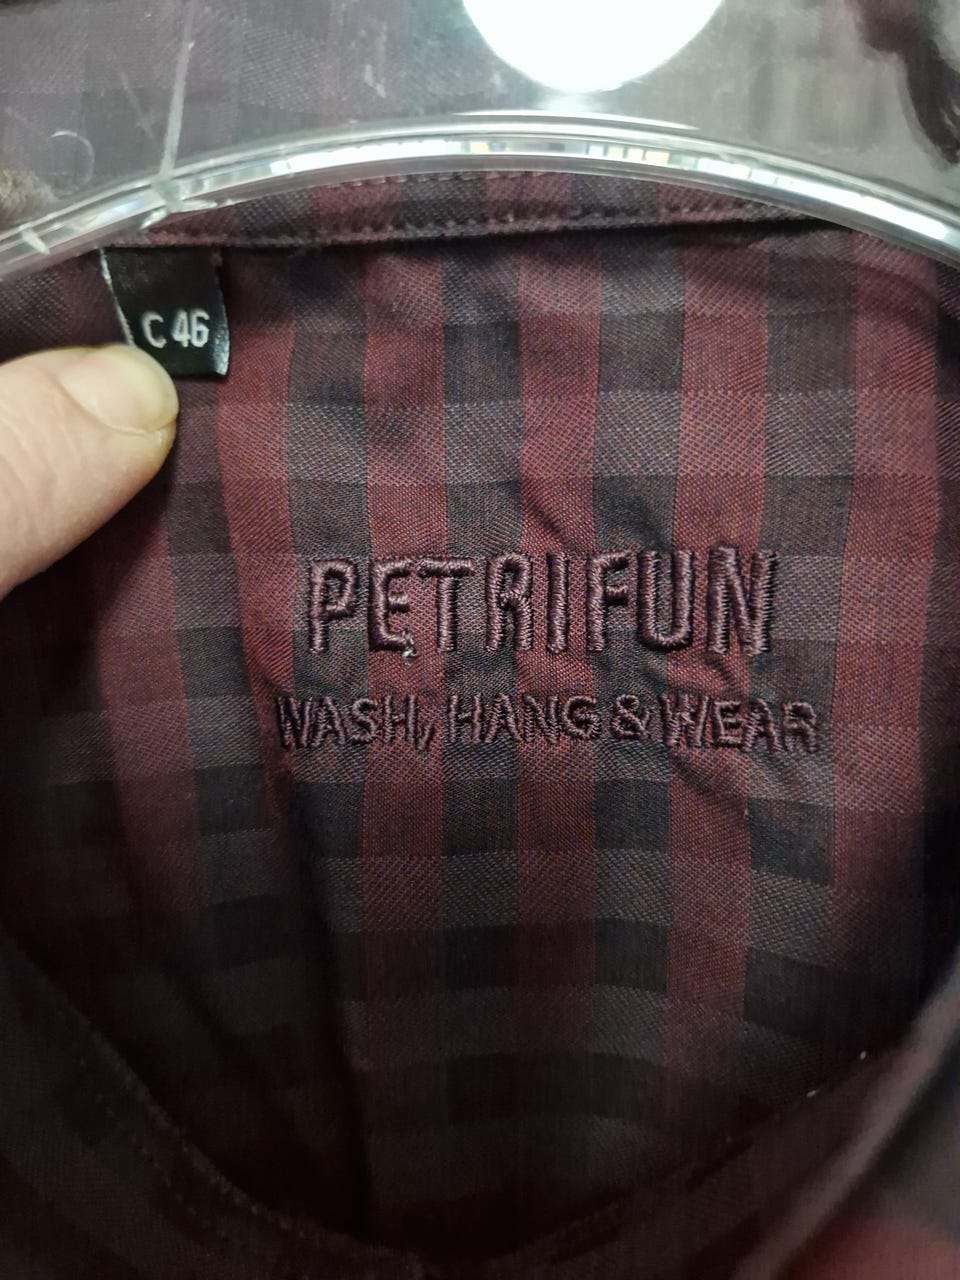 C 46
PETRIFUN
WASH, HANG & WEAR